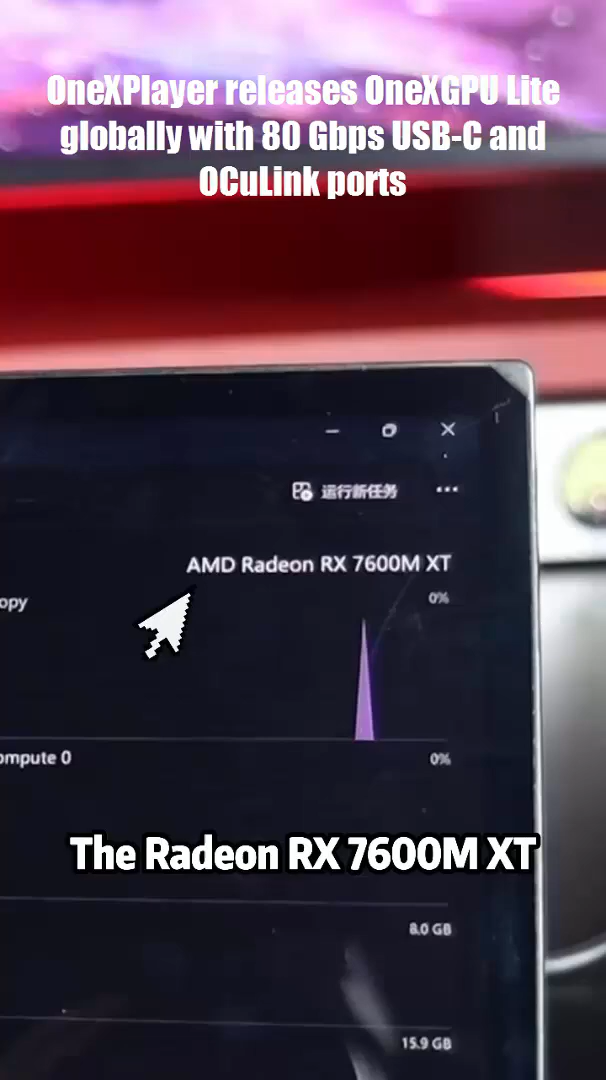 OneXPlayer releases OneXGPU Lite
globally with 80 Gbps USB-C and
OCuLink ports
运行新任务
AMD Radeon RX 7600M XT
opy
0%
ompute 0
0%
The Radeon RX 7600M XT
8.0 GB
15.9 GB